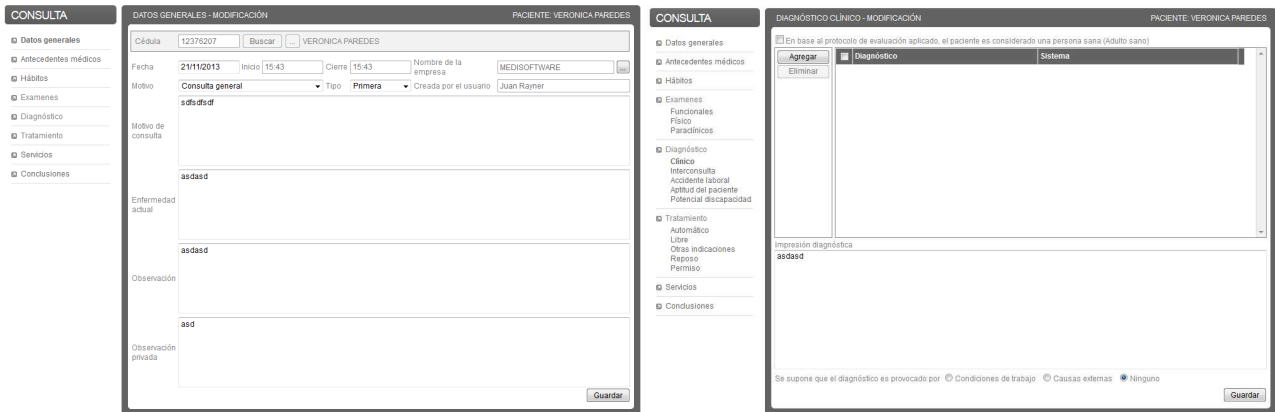 CONSULTA
Datos generales
Antecedentes médicos
Hábitos
Examenes
Diagnóstico
Tratamiento
Servicios
Conclusiones
DATOS GENERALES - MODIFICACIÓN PACIENTE: VERONICA PAREDES
Cédula 12376207 Buscar ... VERONICA PAREDES
Fecha 21/11/2013 Inicio 15:43 Cierre 15:43 Nombre de la empresa MEDISOFTWARE ...
Motivo Consulta general Tipo Primera Creada por el usuario Juan Rayner
Motivo de consulta
sdfsdfsdf
Enfermedad actual
asdasd
Observación
asdasd
Observación privada
asd
Guardar
CONSULTA
Datos generales
Antecedentes médicos
Hábitos
Examenes
Funcionales
Físico
Paraclínicos
Diagnóstico
Clínico
Interconsulta
Accidente laboral
Aptitud del paciente
Potencial discapacidad
Tratamiento
Automático
Libre
Otras indicaciones
Reposo
Permiso
Servicios
Conclusiones
DIAGNÓSTICO CLÍNICO - MODIFICACIÓN PACIENTE: VERONICA PAREDES
En base al protocolo de evaluación aplicado, el paciente es considerado una persona sana (Adulto sano)
Agregar Diagnóstico Sistema
Eliminar
Impresión diagnóstica
asdasd
Se supone que el diagnóstico es provocado por Condiciones de trabajo Causas externas Ninguno
Guardar